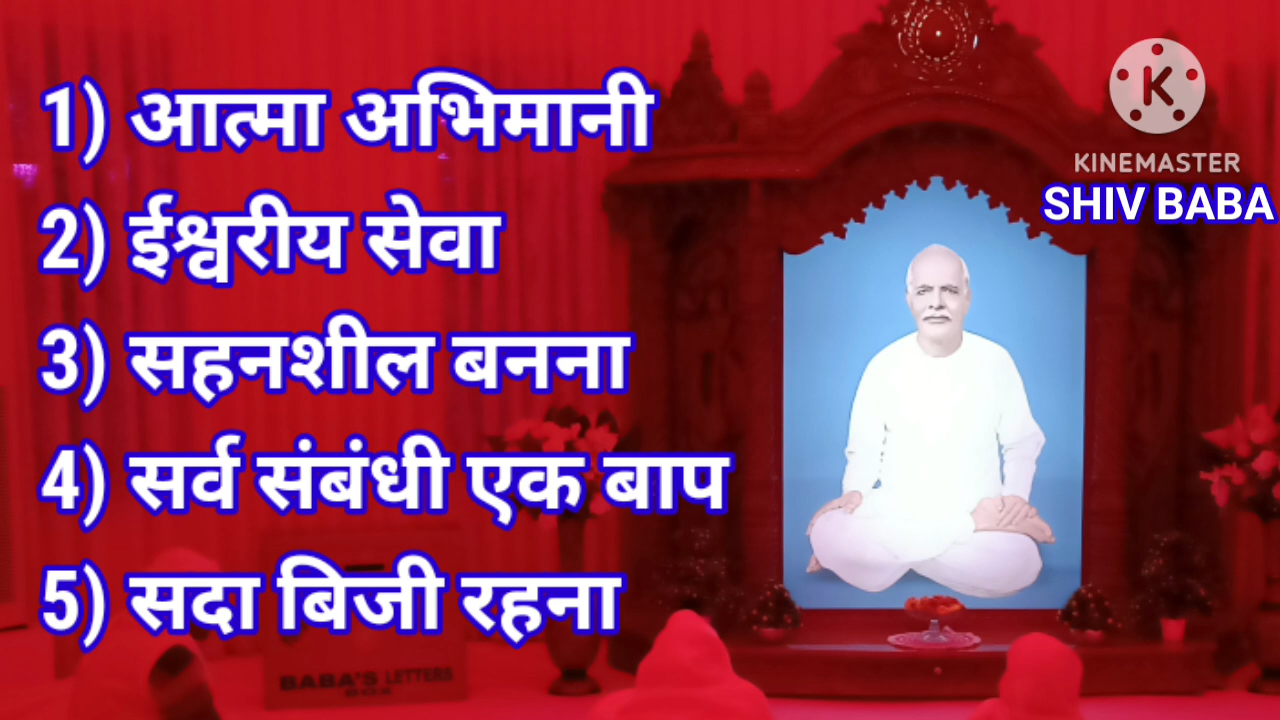 1) आत्मा अभिमानी
2) ईश्वरीय सेवा
3) सहनशील बनना
4) सर्व संबंधी एक बाप
5) सदा बिजी रहना
KINEMASTER
SHIV BABA
BABA'S LETTERS
BOX